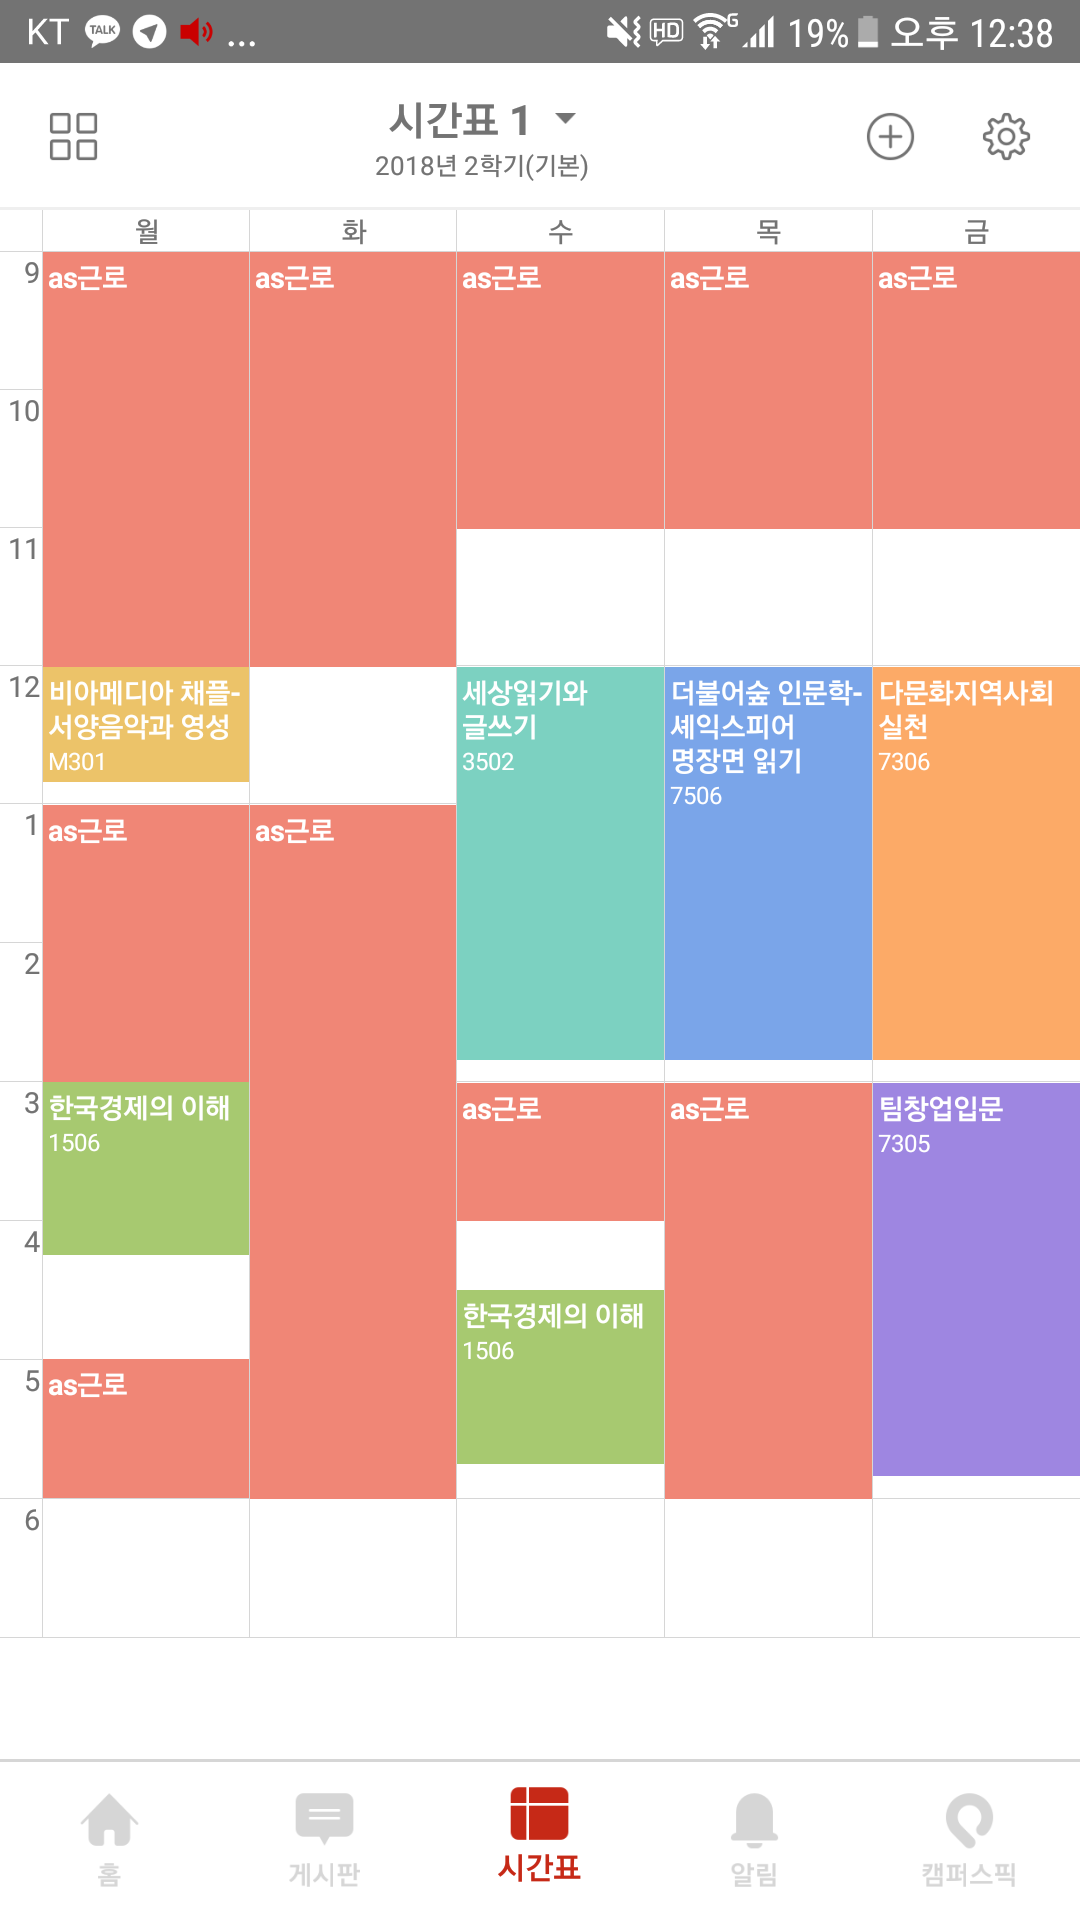 KT TALK ... HD G 19% 오후 12:38
시간표 1
2018년 2학기(기본)
월 화 수 목 금
9 as근로 as근로 as근로 as근로 as근로
10
11
12
비아메디아 채플-
서양음악과 영성
M301
세상읽기와
글쓰기
3502
더불어숲 인문학-
셰익스피어
명장면 읽기
7506
다문화지역사회
실천
7306
1 as근로 as근로
2
3
한국경제의 이해
1506
as근로
as근로
팀창업입문
7305
4
한국경제의 이해
1506
5 as근로
6
홈 게시판 시간표 알림 캠퍼스픽